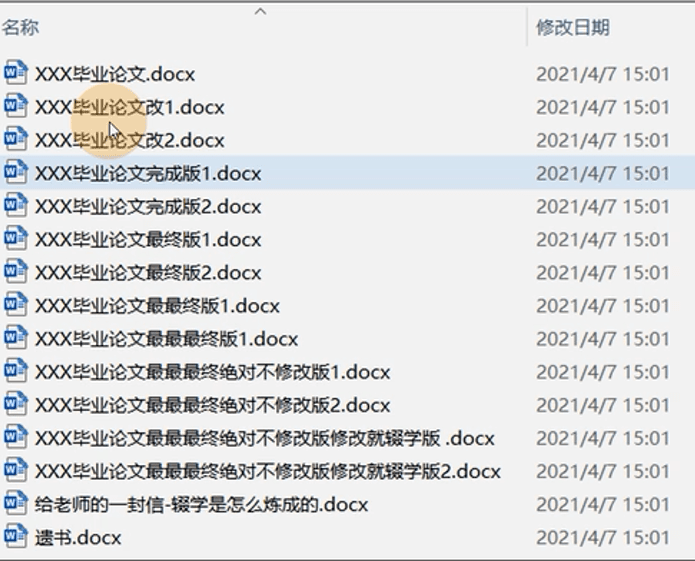 名称 修改日期
XXX毕业论文.docx 2021/4/7 15:01
XXX毕业论文改1.docx 2021/4/7 15:01
XXX毕业论文改2.docx 2021/4/7 15:01
XXX毕业论文完成版1.docx 2021/4/7 15:01
XXX毕业论文完成版2.docx 2021/4/7 15:01
XXX毕业论文最终版1.docx 2021/4/7 15:01
XXX毕业论文最终版2.docx 2021/4/7 15:01
XXX毕业论文最最终版1.docx 2021/4/7 15:01
XXX毕业论文最最最终版1.docx 2021/4/7 15:01
XXX毕业论文最最最终绝对不修改版1.docx 2021/4/7 15:01
XXX毕业论文最最最终绝对不修改版2.docx 2021/4/7 15:01
XXX毕业论文最最最终绝对不修改版修改就辍学版 .docx 2021/4/7 15:01
XXX毕业论文最最最终绝对不修改版修改就辍学版2.docx 2021/4/7 15:01
给老师的一封信-辍学是怎么炼成的.docx 2021/4/7 15:01
遗书.docx 2021/4/7 15:01